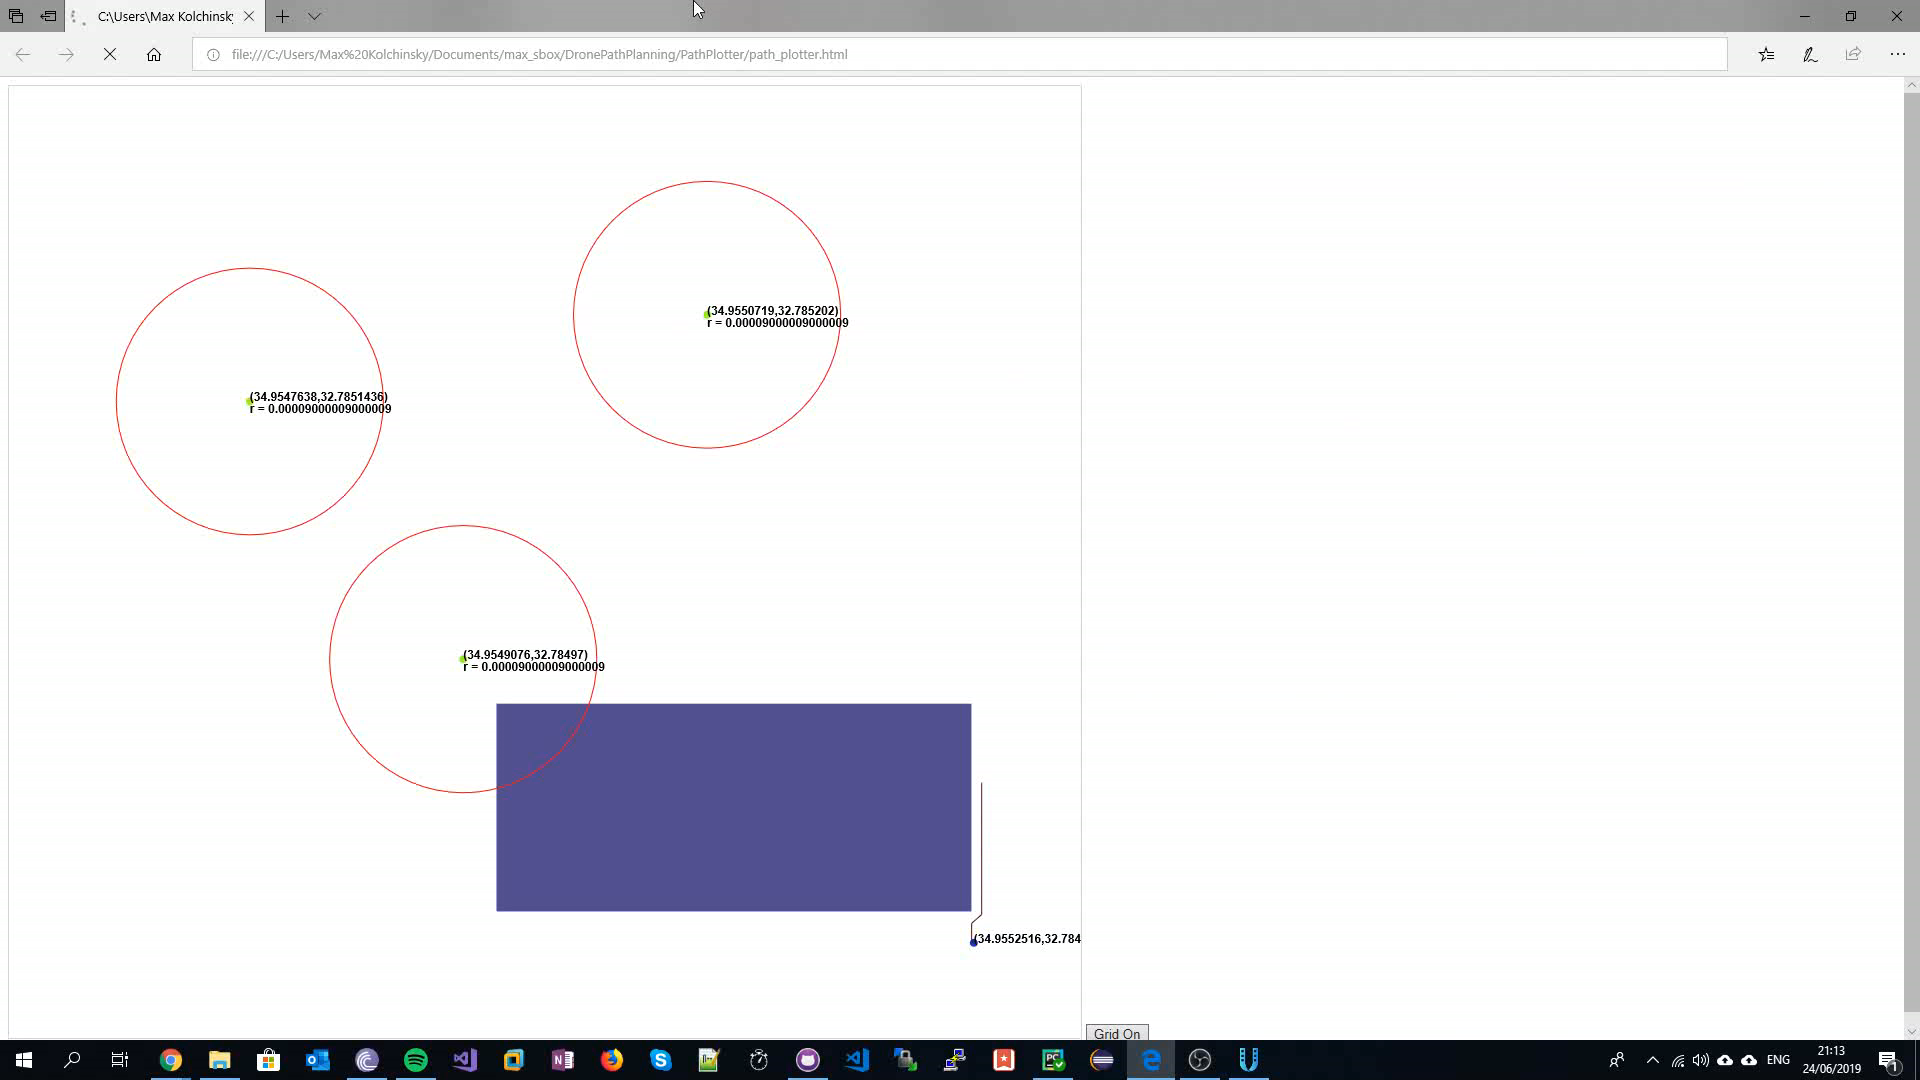 C:\Users\Max Kolchinsky
file:///C:/Users/Max%20Kolchinsky/Documents/max_sbox/DronePathPlanning/PathPlotter/path_plotter.html
(34.9550719,32.785202)
r = 0.00009000009000009
(34.9547638,32.7851436)
r = 0.00009000009000009
(34.9549076,32.78497)
r = 0.00009000009000009
(34.9552516,32.784
Grid On
ENG
21:13
24/06/2019
1